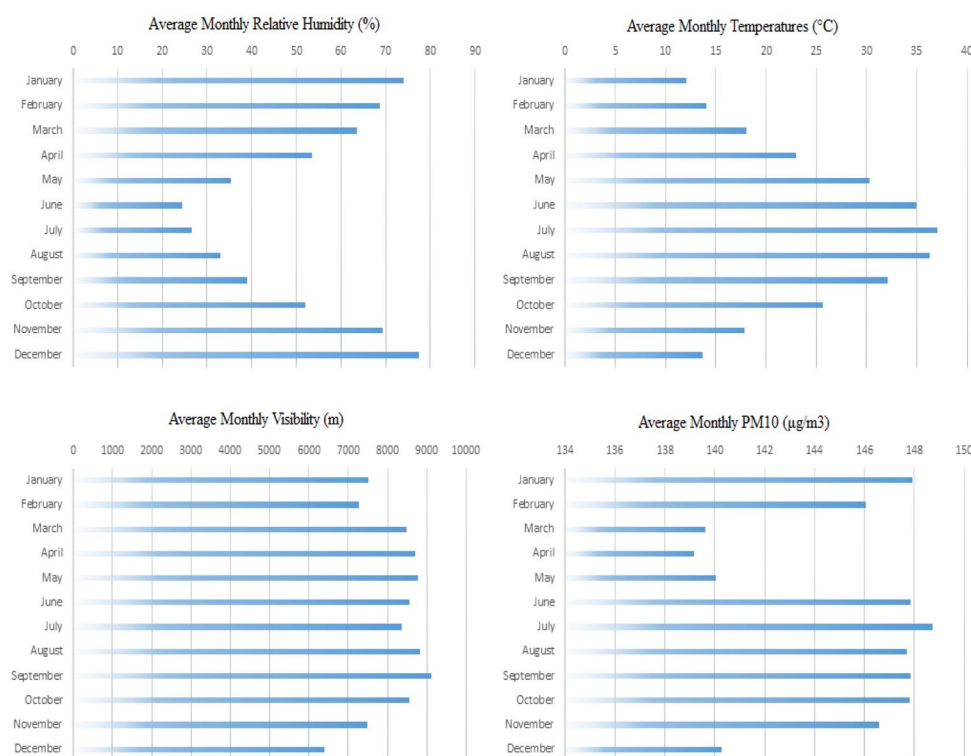 Average Monthly Relative Humidity (%)
0 10 20 30 40 50 60 70 80 90
January
February
March
April
May
June
July
August
September
October
November
December
Average Monthly Temperatures (°C)
0 5 10 15 20 25 30 35 40
January
February
March
April
May
June
July
August
September
October
November
December
Average Monthly Visibility (m)
0 1000 2000 3000 4000 5000 6000 7000 8000 9000 10000
January
February
March
April
May
June
July
August
September
October
November
December
Average Monthly PM10 (µg/m3)
134 136 138 140 142 144 146 148 150
January
February
March
April
May
June
July
August
September
October
November
December